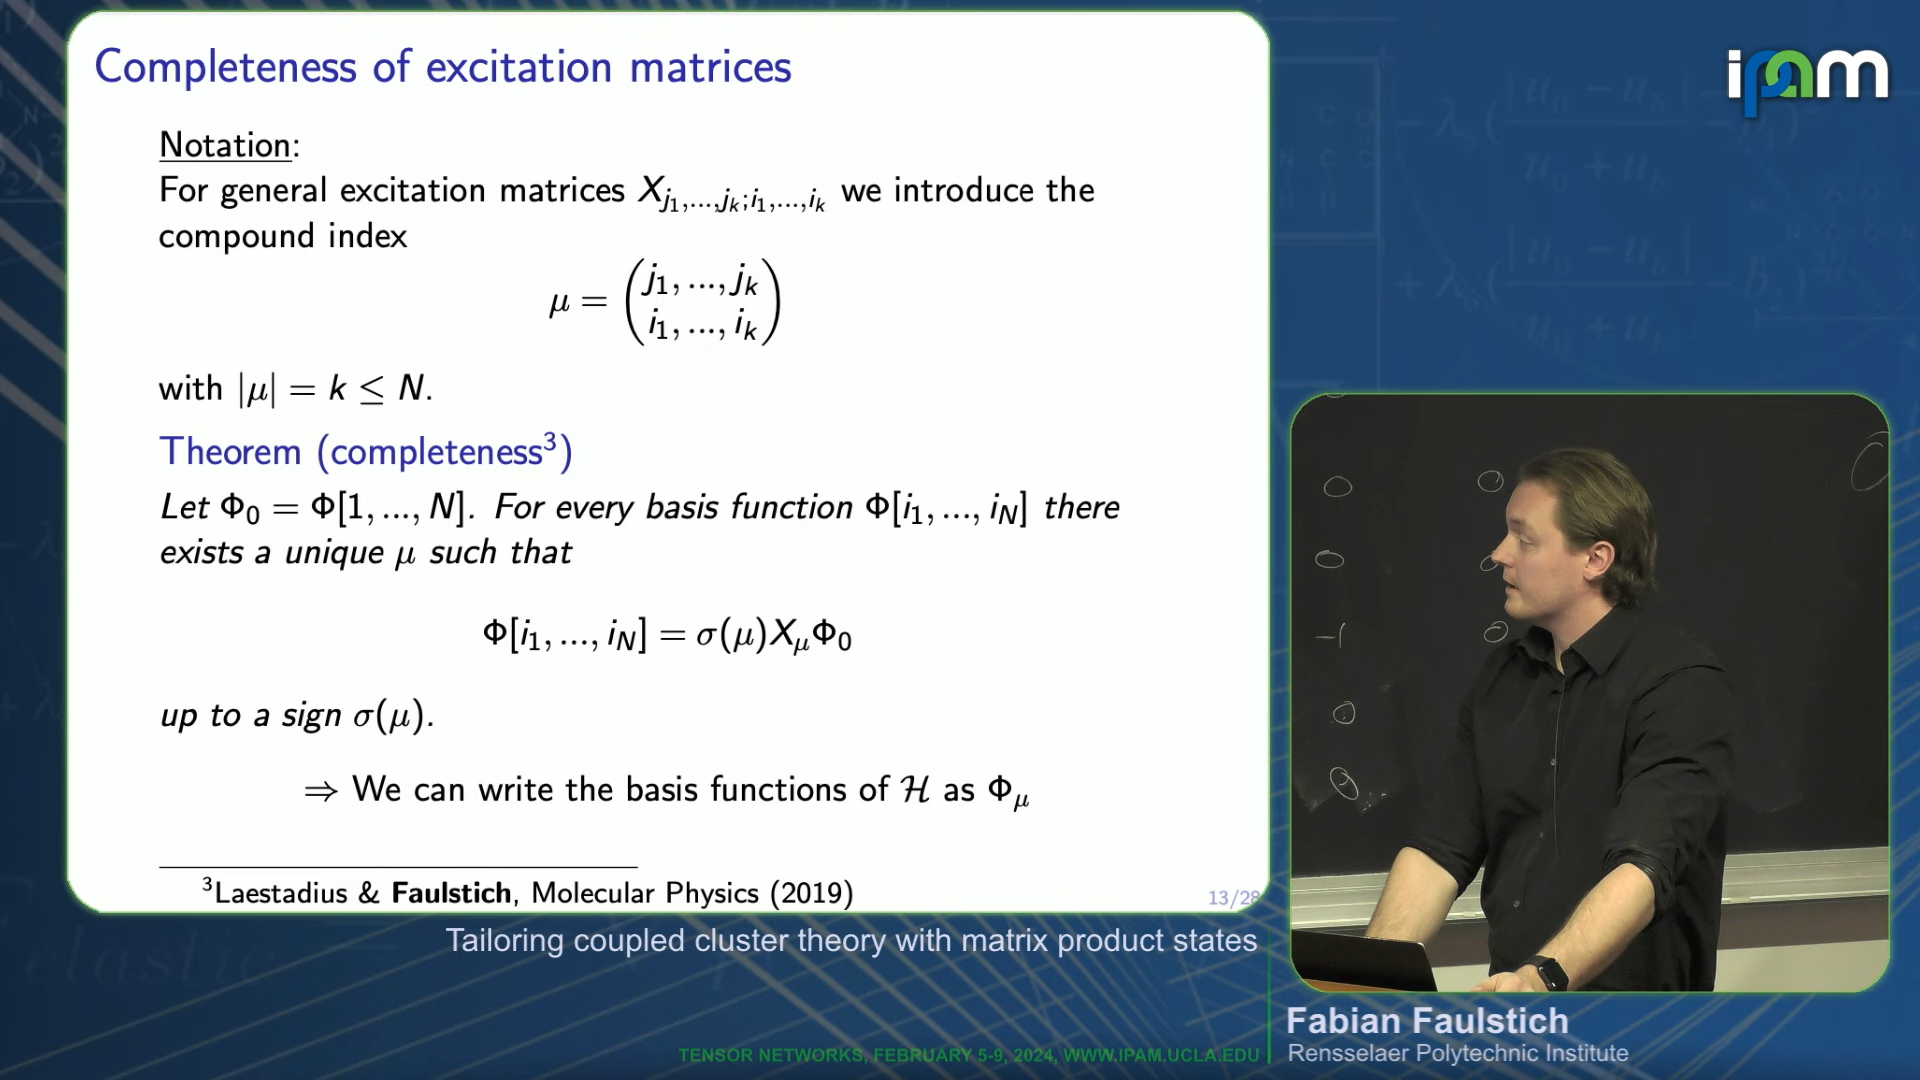 Completeness of excitation matrices
ipam
Notation:
For general excitation matrices X_{j_1,...,j_k;i_1,...,i_k} we introduce the
compound index
μ = (j_1, ..., j_k
i_1, ..., i_k)
with |μ| = k ≤ N.
Theorem (completeness³)
Let Φ_0 = Φ[1, ..., N]. For every basis function Φ[i_1, ..., i_N] there
exists a unique μ such that
Φ[i_1, ..., i_N] = σ(μ)X_μΦ_0
up to a sign σ(μ).
⇒ We can write the basis functions of ℋ as Φ_μ
³Laestadius & Faulstich, Molecular Physics (2019)
13/28
Tailoring coupled cluster theory with matrix product states
Fabian Faulstich
Rensselaer Polytechnic Institute
TENSOR NETWORKS, FEBRUARY 5-9, 2024, WWW.IPAM.UCLA.EDU